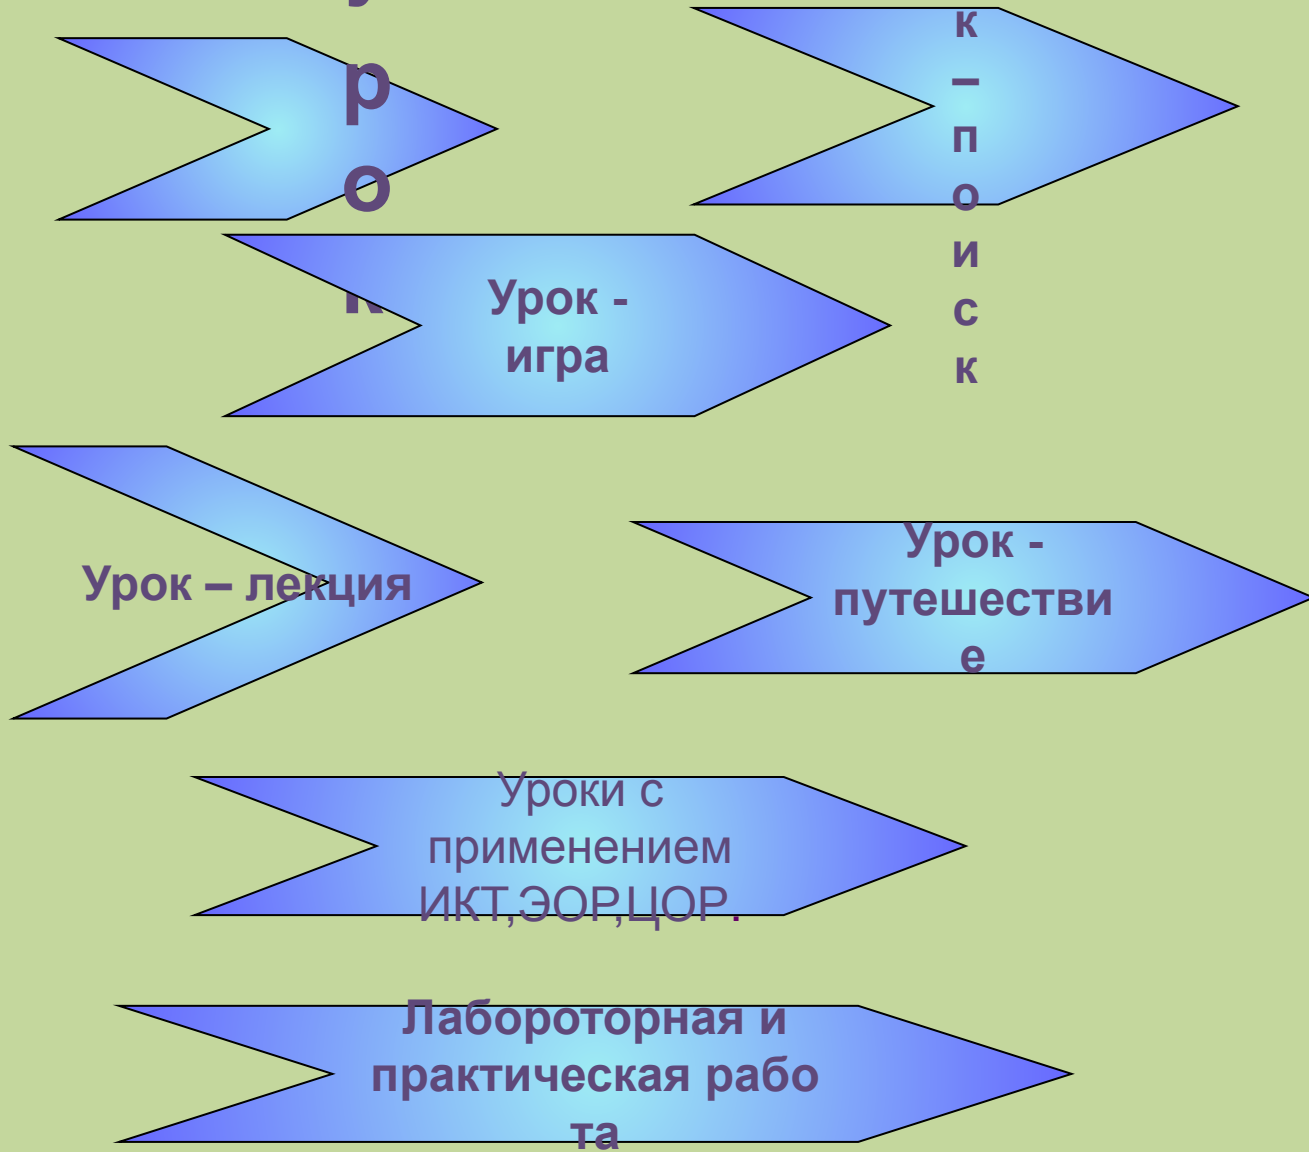 у
р
о
к
к
–
п
о
и
с
к
Урок -
игра
Урок – лекция
Урок -
путешестви
е
Уроки с
применением
ИКТ,ЭОР,ЦОР.
Лабороторная и
практическая рабо
та